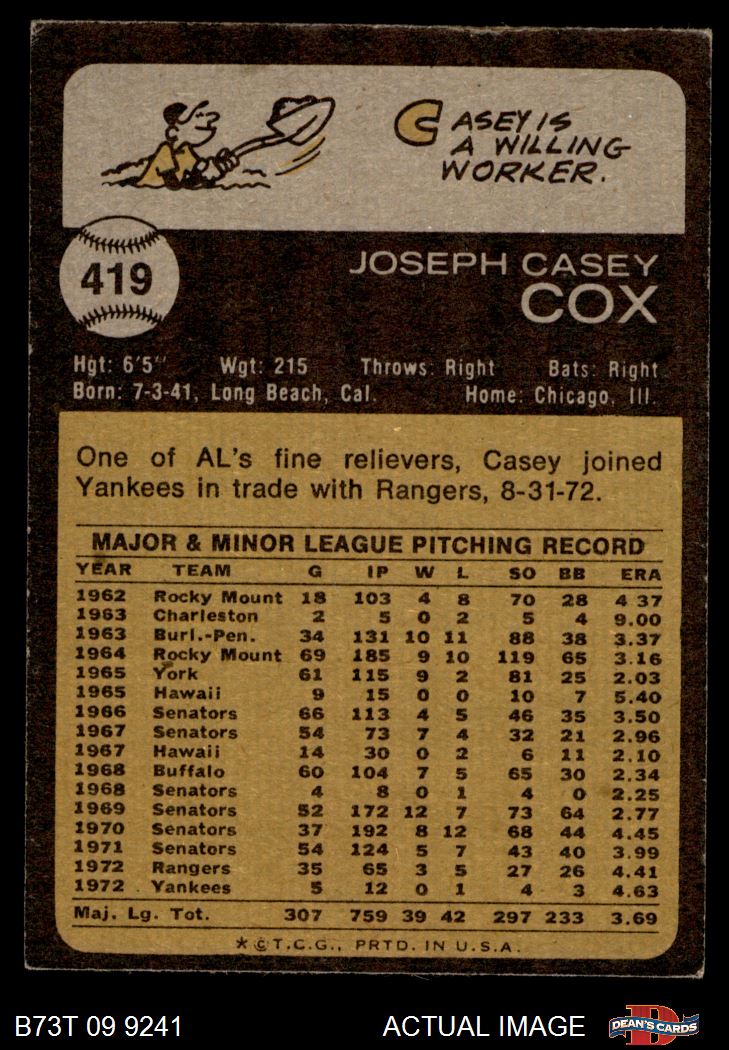 CASEY IS
A WILLING
WORKER.
419
JOSEPH CASEY
COX
Hgt: 6'5" Wgt: 215 Throws: Right Bats: Right
Born: 7-3-41, Long Beach, Cal. Home: Chicago, Ill.
One of AL's fine relievers, Casey joined
Yankees in trade with Rangers, 8-31-72.
MAJOR & MINOR LEAGUE PITCHING RECORD
YEAR TEAM G IP W L SO BB ERA
1962 Rocky Mount 18 103 4 8 70 28 4.37
1963 Charleston 2 5 0 2 5 4 9.00
1963 Burl.-Pen. 34 131 10 11 88 38 3.37
1964 Rocky Mount 69 185 9 10 119 65 3.16
1965 York 61 115 9 2 81 25 2.03
1965 Hawaii 9 15 0 0 10 7 5.40
1966 Senators 66 113 4 5 46 35 3.50
1967 Senators 54 73 7 4 32 21 2.96
1967 Hawaii 14 30 0 2 6 11 2.10
1968 Buffalo 60 104 7 5 65 30 2.34
1968 Senators 4 8 0 1 4 0 2.25
1969 Senators 52 172 12 7 73 64 2.77
1970 Senators 37 192 8 12 68 44 4.45
1971 Senators 54 124 5 7 43 40 3.99
1972 Rangers 35 65 3 5 27 26 4.41
1972 Yankees 5 12 0 1 4 3 4.63
Maj. Lg. Tot. 307 759 39 42 297 233 3.69
*©T.C.G., PRTD. IN U.S.A.
B73T 09 9241 ACTUAL IMAGE D DEAN'S CARDS